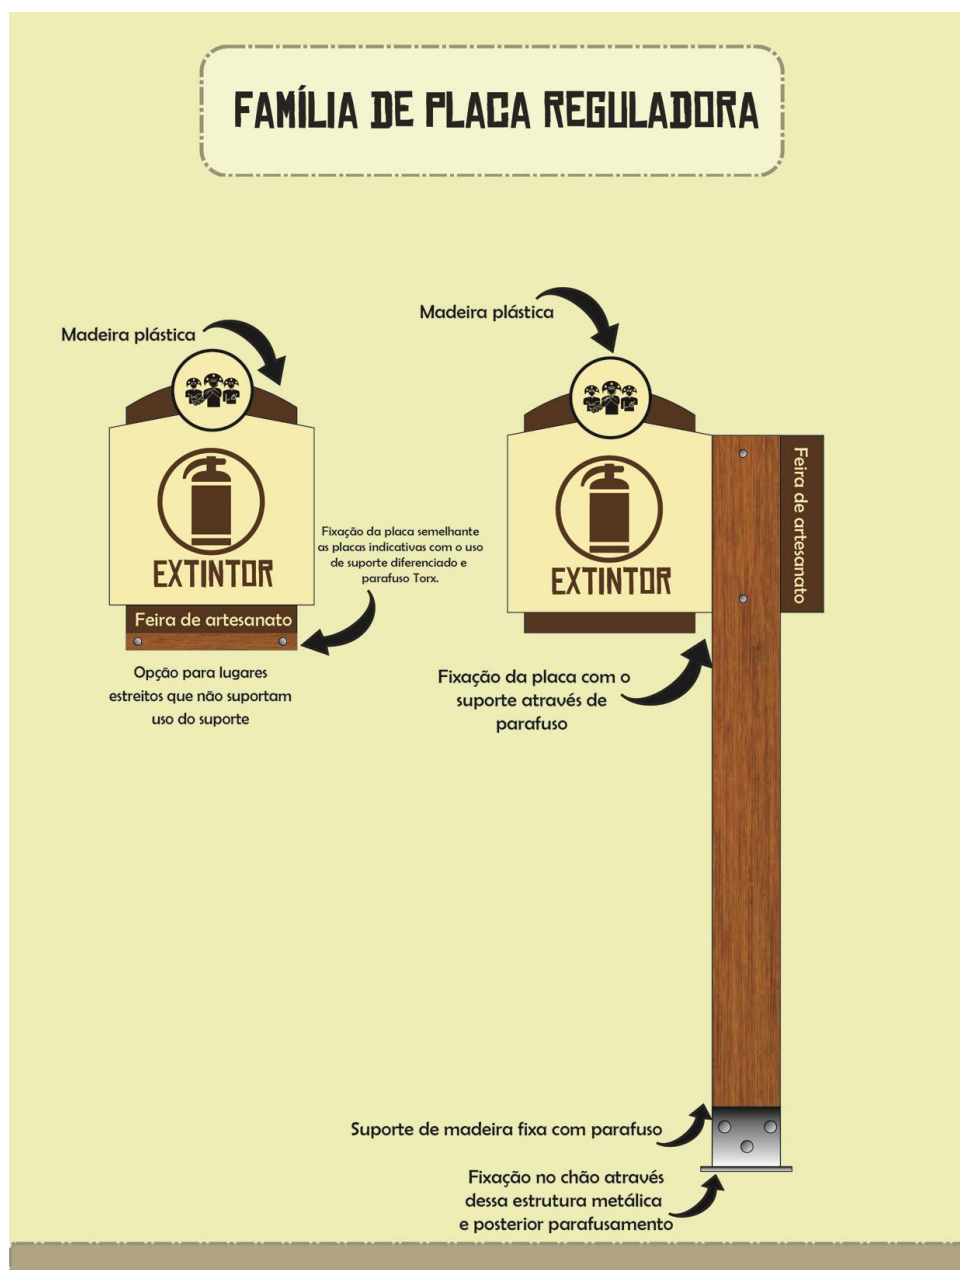 FAMÍLIA DE PLACA REGULADORA
Madeira plástica
EXTINTOR
Feira de artesanato
Fixação da placa semelhante
as placas indicativas com o uso
de suporte diferenciado e
parafuso Torx.
Opção para lugares
estreitos que não suportam
uso do suporte
Madeira plástica
EXTINTOR
Feira de artesanato
Fixação da placa com o
suporte através de
parafuso
Suporte de madeira fixa com parafuso
Fixação no chão através
dessa estrutura metálica
e posterior parafusamento